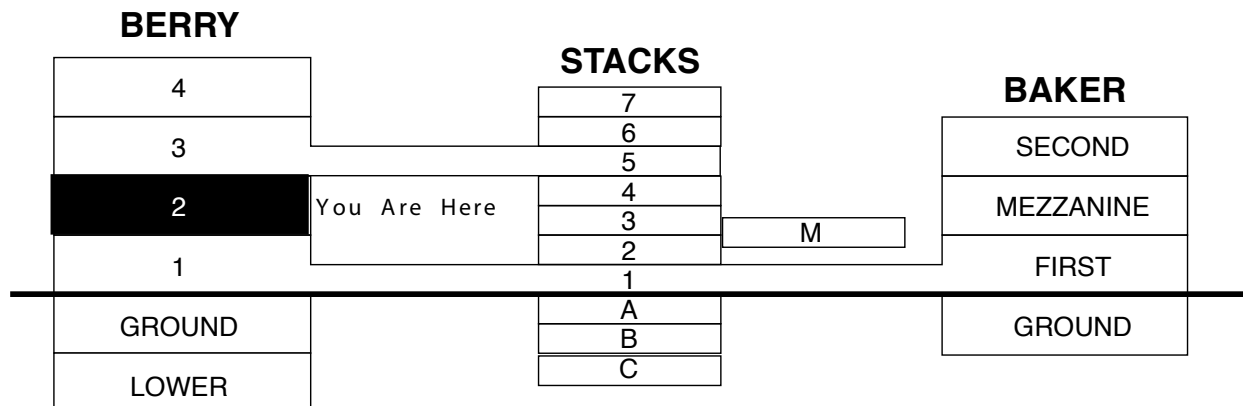 BERRY
4
3
2
1
GROUND
LOWER
You Are Here
STACKS
7
6
5
4
3
2
1
A
B
C
M
BAKER
SECOND
MEZZANINE
FIRST
GROUND